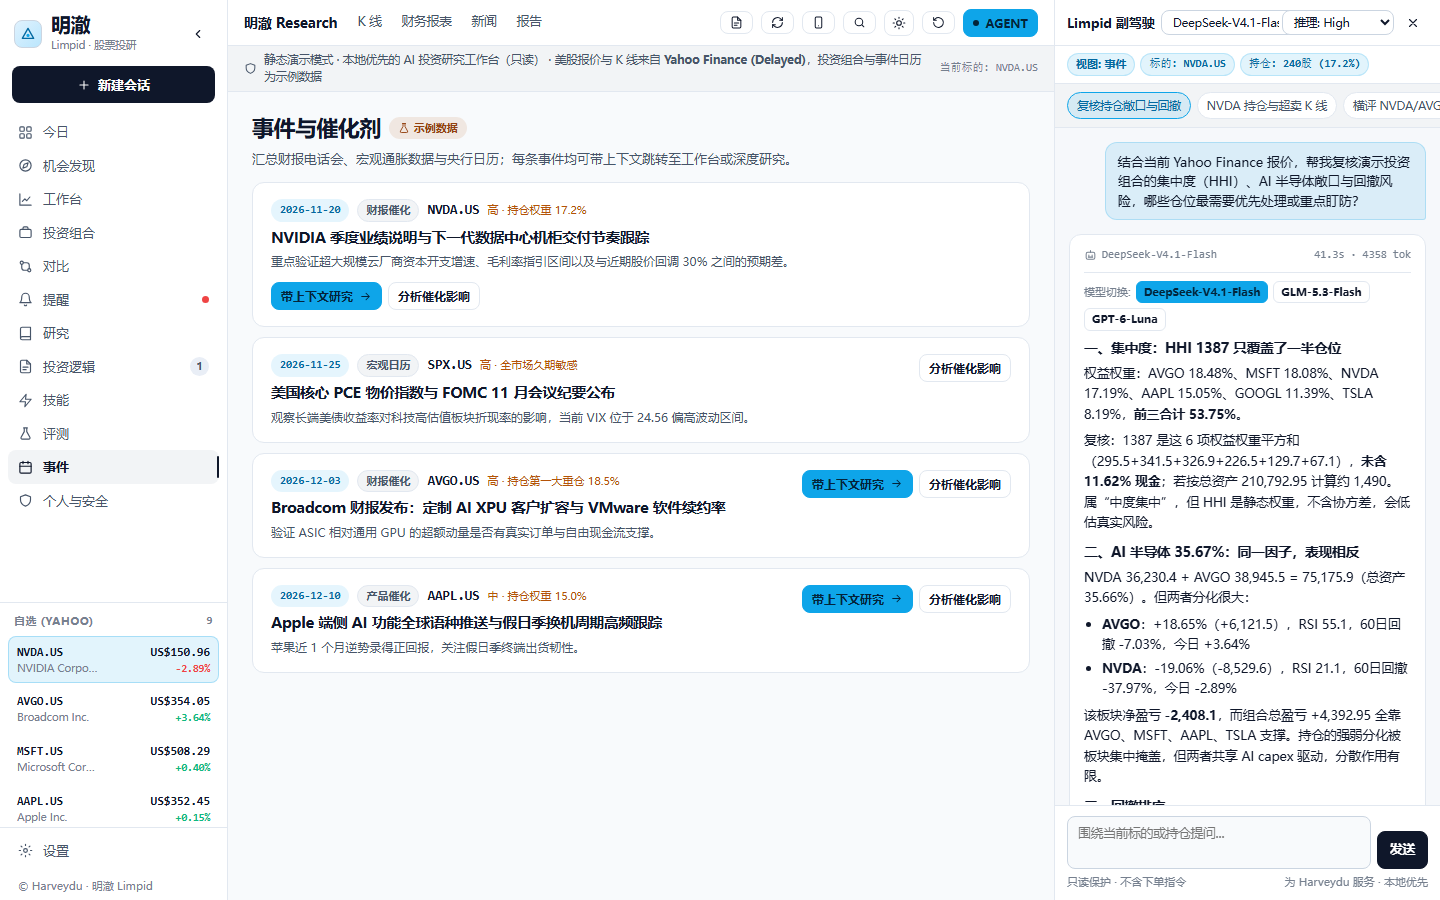 明澈
Limpid · 股票投研
新建会话
今日
机会发现
工作台
投资组合
对比
提醒
研究
投资逻辑
1
技能
评测
事件
个人与安全
自选 (YAHOO)
9
NVDA.US
US$150.96
NVIDIA Corpo...
-2.89%
AVGO.US
US$354.05
Broadcom Inc.
+3.64%
MSFT.US
US$508.29
Microsoft Cor...
+0.40%
AAPL.US
US$352.45
Apple Inc.
+0.15%
设置
© Harveydu · 明澈 Limpid
明澈 Research
K 线
财务报表
新闻
报告
AGENT
静态演示模式 · 本地优先的 AI 投资研究工作台（只读） · 美股报价与 K 线来自 Yahoo Finance (Delayed)，投资组合与事件日历
为示例数据
当前标的: NVDA.US
事件与催化剂
示例数据
汇总财报电话会、宏观通胀数据与央行日历；每条事件均可带上下文跳转至工作台或深度研究。
2026-11-20
财报催化
NVDA.US
高 · 持仓权重 17.2%
NVIDIA 季度业绩说明与下一代数据中心机柜交付节奏跟踪
重点验证超大规模云厂商资本开支增速、毛利率指引区间以及与近期股价回调 30% 之间的预期差。
带上下文研究 →
分析催化影响
2026-11-25
宏观日历
SPX.US
高 · 全市场久期敏感
分析催化影响
美国核心 PCE 物价指数与 FOMC 11 月会议纪要公布
观察长端美债收益率对科技高估值板块折现率的影响，当前 VIX 位于 24.56 偏高波动区间。
2026-12-03
财报催化
AVGO.US
高 · 持仓第一大重仓 18.5%
带上下文研究 →
分析催化影响
Broadcom 财报发布：定制 AI XPU 客户扩容与 VMware 软件续约率
验证 ASIC 相对通用 GPU 的超额动量是否有真实订单与自由现金流支撑。
2026-12-10
产品催化
AAPL.US
中 · 持仓权重 15.0%
带上下文研究 →
分析催化影响
Apple 端侧 AI 功能全球语种推送与假日季换机周期高频跟踪
苹果近 1 个月逆势录得正回报，关注假日季终端出货韧性。
Limpid 副驾驶
DeepSeek-V4.1-Flas
推理: High
视图: 事件
标的: NVDA.US
持仓: 240股 (17.2%)
复核持仓敞口与回撤
NVDA 持仓与超卖 K 线
横评 NVDA/AVG
结合当前 Yahoo Finance 报价，帮我复核演示投资
组合的集中度（HHI）、AI 半导体敞口与回撤风
险，哪些仓位最需要优先处理或重点盯防？
DeepSeek-V4.1-Flash
41.3s · 4358 tok
模型切换:
DeepSeek-V4.1-Flash
GLM-5.3-Flash
GPT-6-Luna
一、集中度：HHI 1387 只覆盖了一半仓位
权益权重：AVGO 18.48%、MSFT 18.08%、NVDA
17.19%、AAPL 15.05%、GOOGL 11.39%、TSLA
8.19%，前三合计 53.75%。
复核：1387 是这 6 项权益权重平方和
（295.5+341.5+326.9+226.5+129.7+67.1），未含
11.62% 现金；若按总资产 210,792.95 计算约 1,490。
属“中度集中”，但 HHI 是静态权重，不含协方差，会低
估真实风险。
二、AI 半导体 35.67%：同一因子，表现相反
NVDA 36,230.4 + AVGO 38,945.5 = 75,175.9（总资产
35.66%）。但两者分化很大：
• AVGO：+18.65%（+6,121.5），RSI 55.1，60日回
撤 -7.03%，今日 +3.64%
• NVDA：-19.06%（-8,529.6），RSI 21.1，60日回撤
-37.97%，今日 -2.89%
该板块净盈亏 -2,408.1，而组合总盈亏 +4,392.95 全靠
AVGO、MSFT、AAPL、TSLA 支撑。持仓的强弱分化被
板块集中掩盖，但两者共享 AI capex 驱动，分散作用有
限。
围绕当前标的或持仓提问...
发送
只读保护 · 不含下单指令
为 Harveydu 服务 · 本地优先